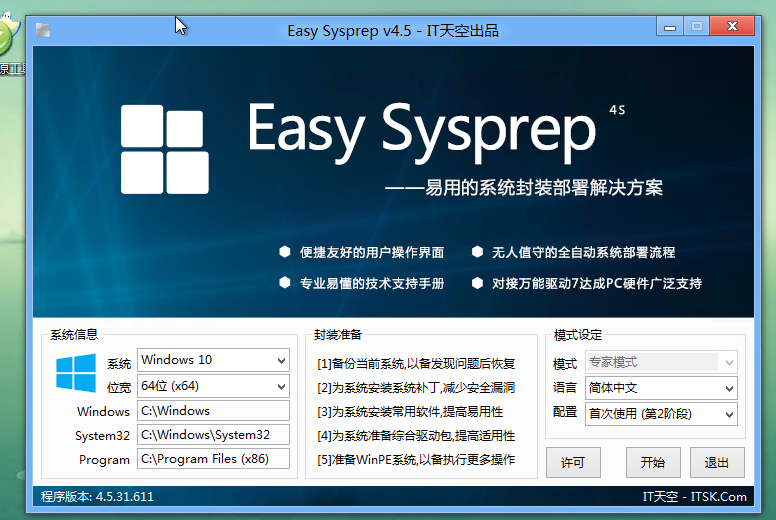 Easy Sysprep v4.5 - IT天空出品
Easy Sysprep 4S
——易用的系统封装部署解决方案
便捷友好的用户操作界面 无人值守的全自动系统部署流程
专业易懂的技术支持手册 对接万能驱动7达成PC硬件广泛支持
系统信息
系统 Windows 10
位宽 64位 (x64)
Windows C:\Windows
System32 C:\Windows\System32
Program C:\Program Files (x86)
封装准备
[1]备份当前系统,以备发现问题后恢复
[2]为系统安装系统补丁,减少安全漏洞
[3]为系统安装常用软件,提高易用性
[4]为系统准备综合驱动包,提高适用性
[5]准备WinPE系统,以备执行更多操作
模式设定
模式 专家模式
语言 简体中文
配置 首次使用 (第2阶段)
许可 开始 退出
程序版本: 4.5.31.611 IT天空 - ITSK.Com